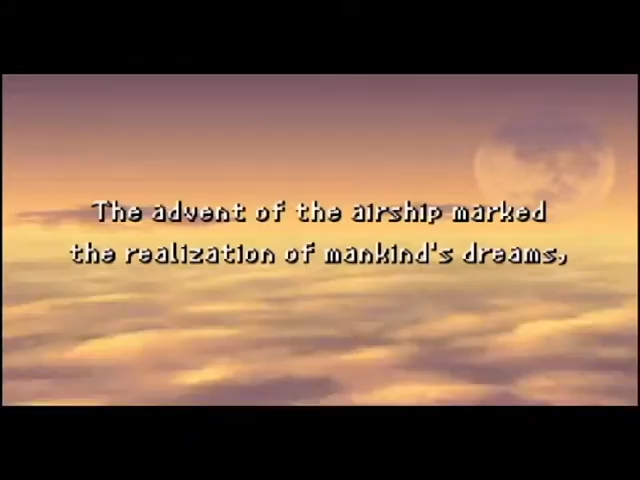 The advent of the airship marked
the realization of mankind's dreams,